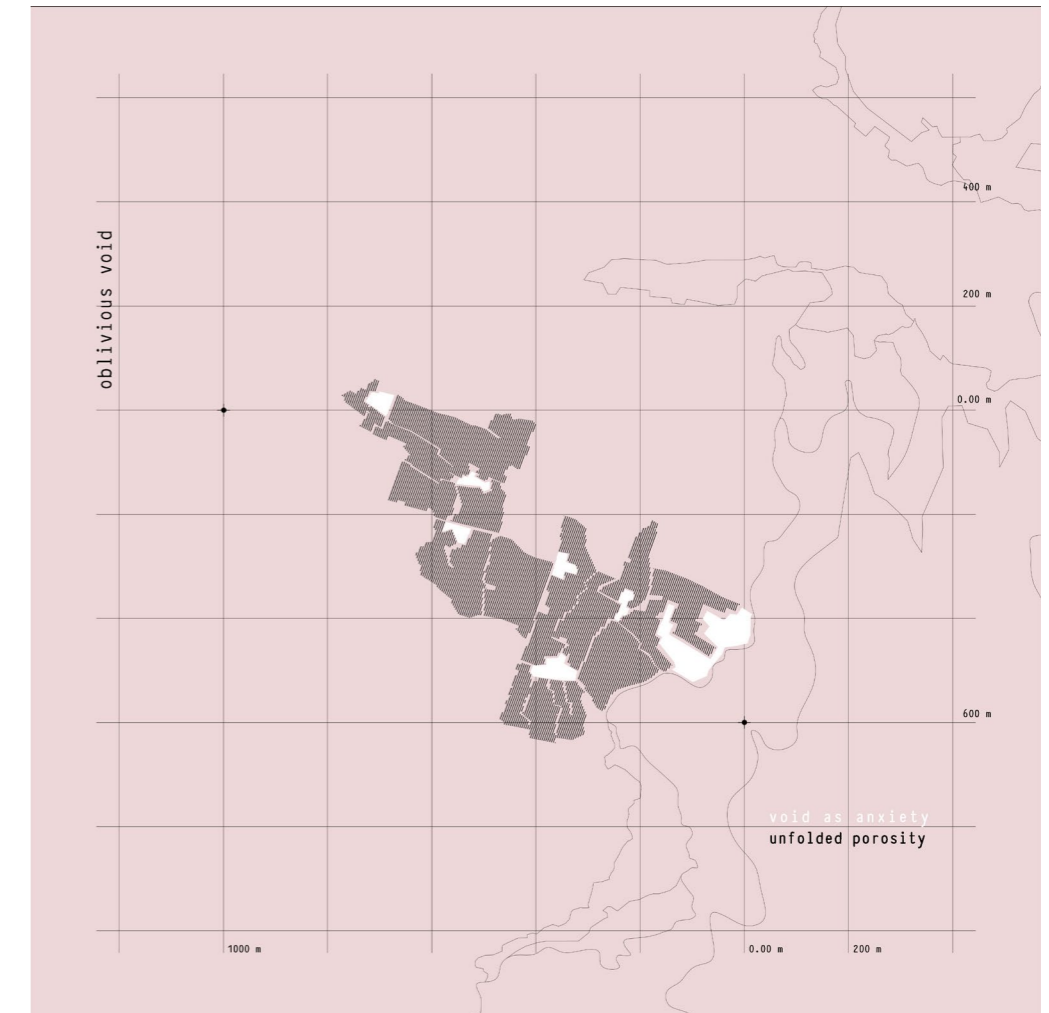 oblivious void
400 m
200 m
0.00 m
600 m
void as anxiety
unfolded porosity
1000 m
0.00 m
200 m